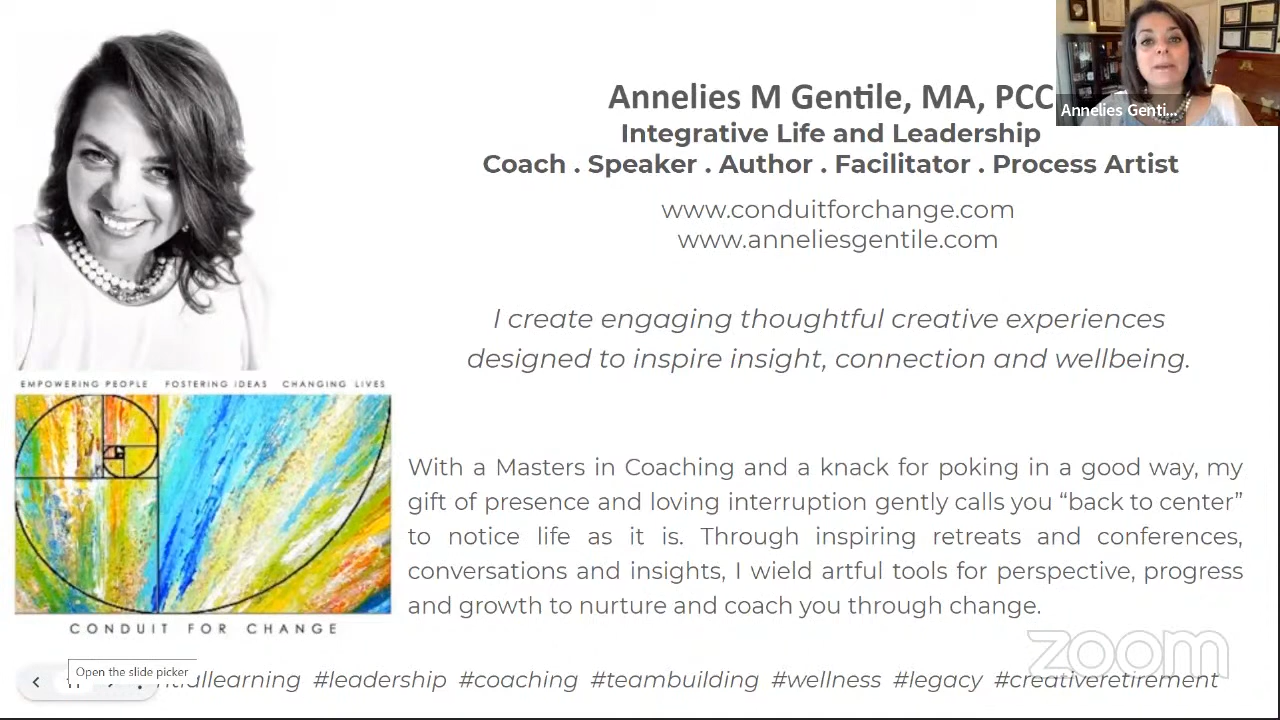 Annelies M Gentile, MA, PCC
Annelies Genti...
Integrative Life and Leadership
Coach . Speaker . Author . Facilitator . Process Artist
www.conduitforchange.com
www.anneliesgentile.com
I create engaging thoughtful creative experiences
designed to inspire insight, connection and wellbeing.
EMPOWERING PEOPLE FOSTERING IDEAS CHANGING LIVES
With a Masters in Coaching and a knack for poking in a good way, my
gift of presence and loving interruption gently calls you “back to center”
to notice life as it is. Through inspiring retreats and conferences,
conversations and insights, I wield artful tools for perspective, progress
and growth to nurture and coach you through change.
CONDUIT FOR CHANGE
zoom
Open the slide picker
#leadership #coaching #teambuilding #wellness #legacy #creativeretirement